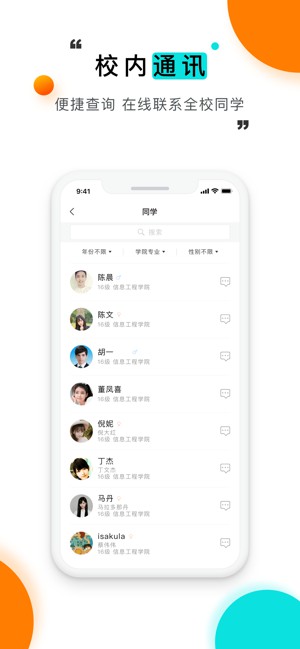 校内通讯
便捷查询 在线联系全校同学
9:41
同学
搜索
年份不限 学院专业 性别不限
陈晨
16级 信息工程学院
陈文
16级 信息工程学院
胡一
16级 信息工程学院
董凤喜
16级 信息工程学院
倪妮
倪大红
16级 信息工程学院
丁杰
丁文杰
16级 信息工程学院
马丹
马拉多那丹
16级 信息工程学院
isakula
蔡伟伟
16级 信息工程学院